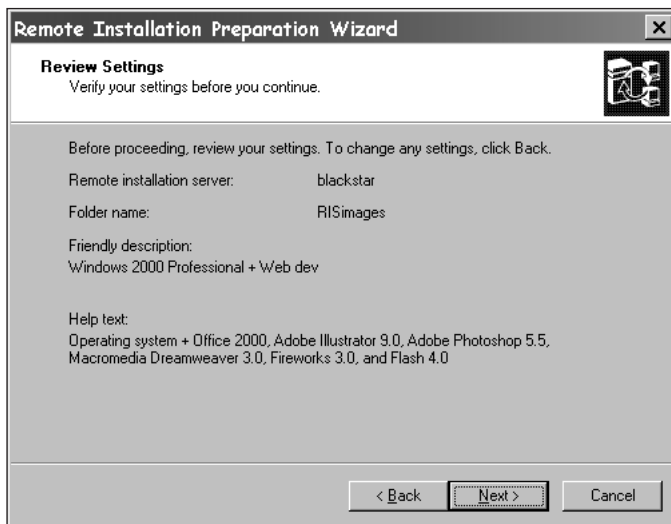 Remote Installation Preparation Wizard
Review Settings
Verify your settings before you continue.
Before proceeding, review your settings. To change any settings, click Back.
Remote installation server: blackstar
Folder name: RISimages
Friendly description:
Windows 2000 Professional + Web dev
Help text:
Operating system + Office 2000, Adobe Illustrator 9.0, Adobe Photoshop 5.5,
Macromedia Dreamweaver 3.0, Fireworks 3.0, and Flash 4.0
< Back Next > Cancel